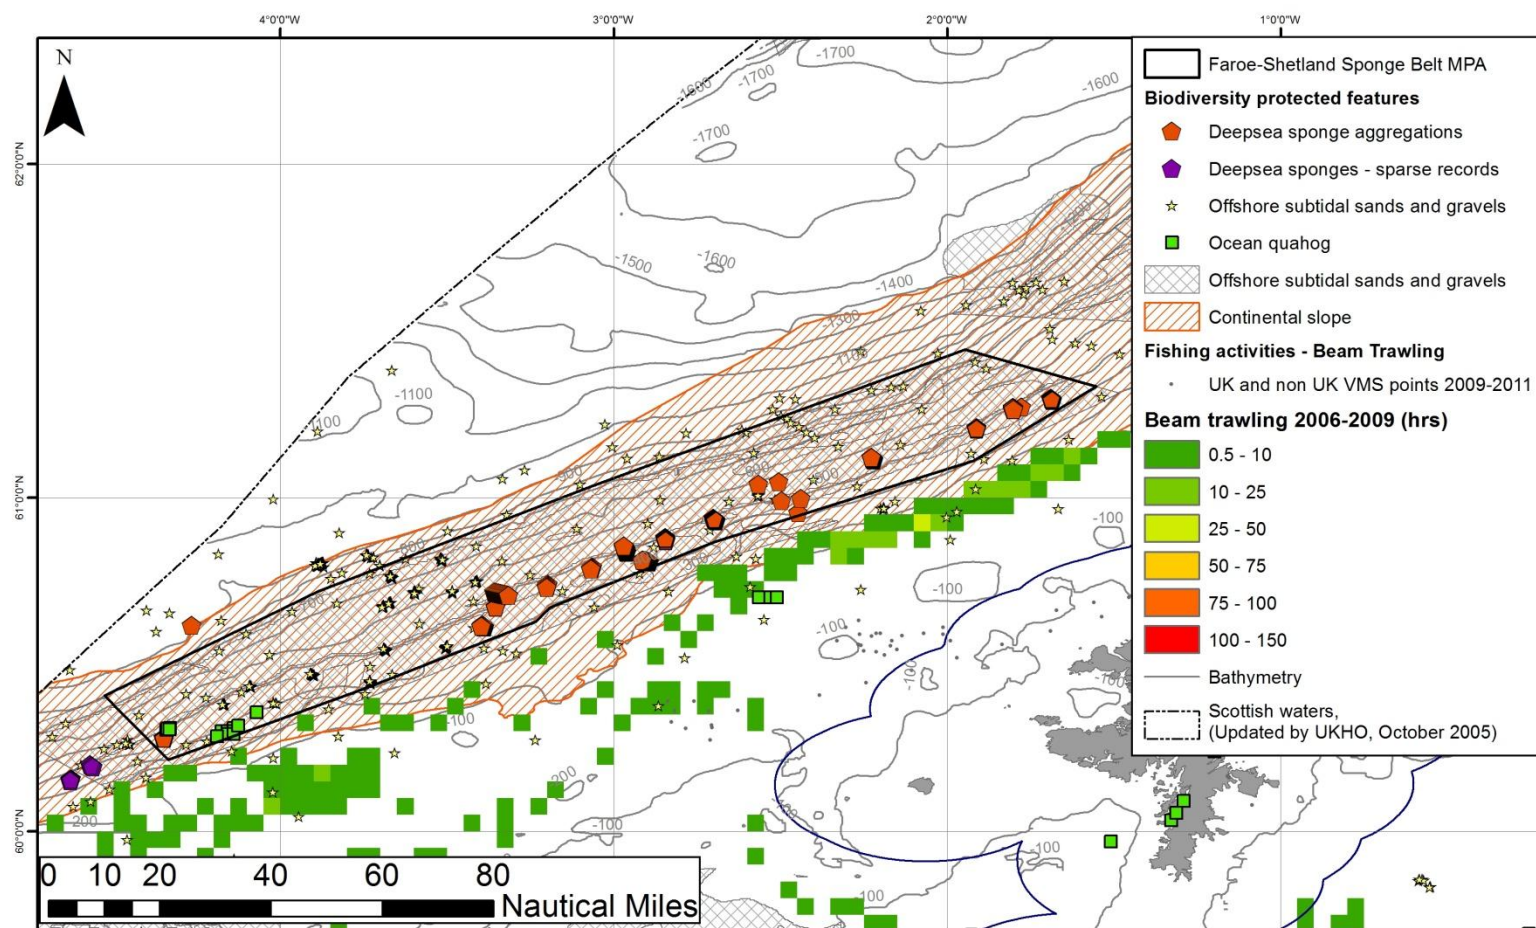 4°0'0"W 3°0'0"W 2°0'0"W 1°0'0"W
N
62°0'0"N
61°0'0"N
60°0'0"N
-1700
-1700
-1600
-1600
-1700
-1500
-1600
-1400
-1300
-1100
-1100
-100
-100
-100
-100
-100
-200
-100
-100
-100
200
Faroe-Shetland Sponge Belt MPA
Biodiversity protected features
Deepsea sponge aggregations
Deepsea sponges - sparse records
Offshore subtidal sands and gravels
Ocean quahog
Offshore subtidal sands and gravels
Continental slope
Fishing activities - Beam Trawling
UK and non UK VMS points 2009-2011
Beam trawling 2006-2009 (hrs)
0.5 - 10
10 - 25
25 - 50
50 - 75
75 - 100
100 - 150
Bathymetry
Scottish waters,
(Updated by UKHO, October 2005)
0 10 20 40 60 80
Nautical Miles